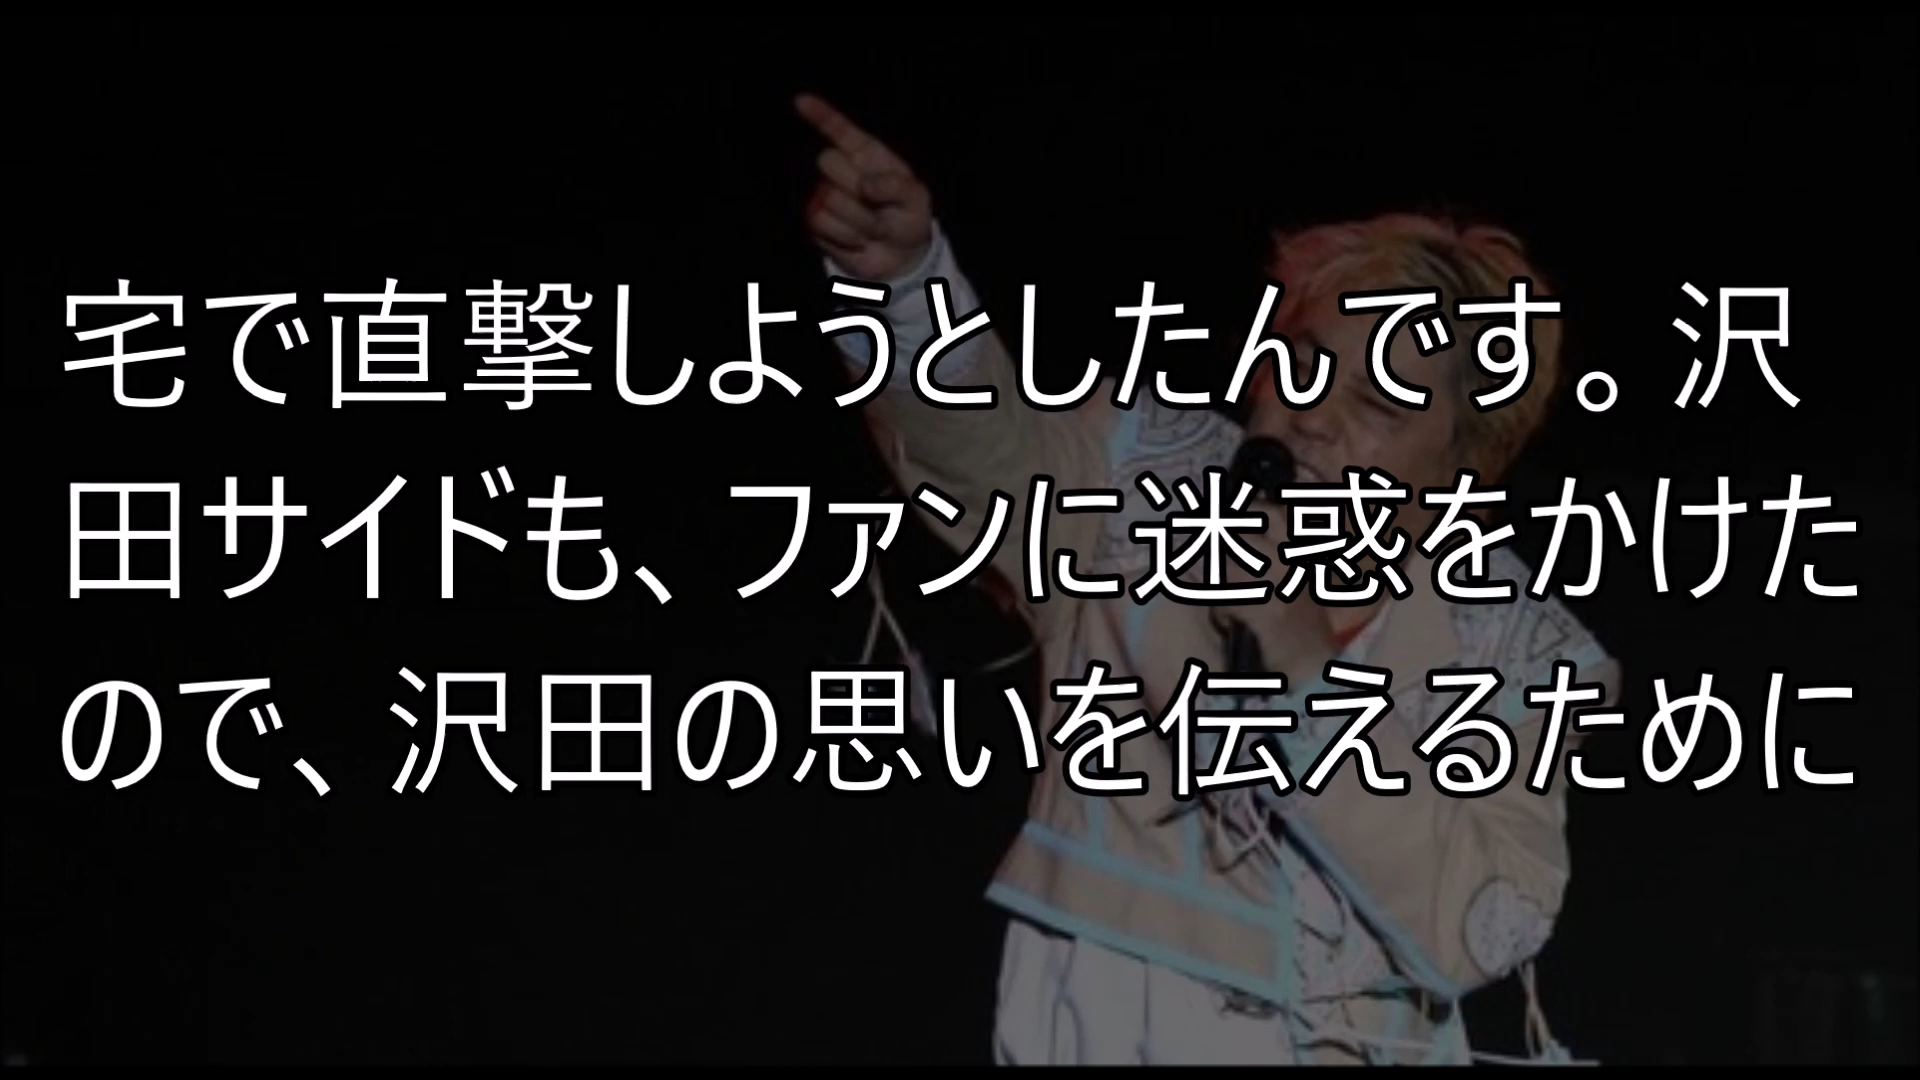 宅で直撃しようとしたんです。沢
田サイドも、ファンに迷惑をかけた
ので、沢田の思いを伝えるために